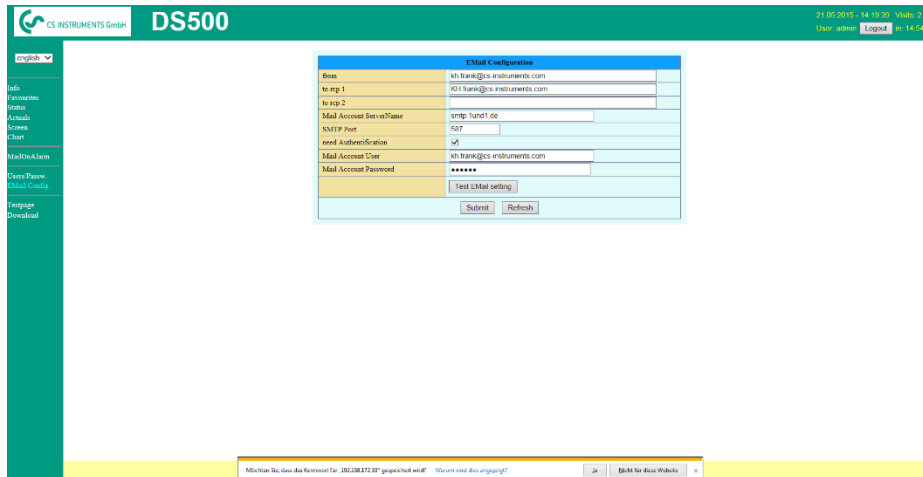 CS INSTRUMENTS GmbH
DS500
21.05.2015 - 14:19:30 Visits: 2
User: admin Logout in: 14:54
english
Info
Favourites
Status
Actuals
Screen
Chart
MailOnAlarm
Users/Passw.
EMail Config.
Testpage
Download
EMail Configuration
from kh.frank@cs-instruments.com
to rcp 1 KH.frank@cs-instruments.com
to rcp 2
Mail Account ServerName smtp.1und1.de
SMTP Port 587
need Authentification
Mail Account User kh.frank@cs-instruments.com
Mail Account Password ••••••
Test EMail setting
Submit Refresh
Möchten Sie, dass das Kennwort für „192.168.172.93" gespeichert wird? Warum wird dies angezeigt? Ja Nicht für diese Website x